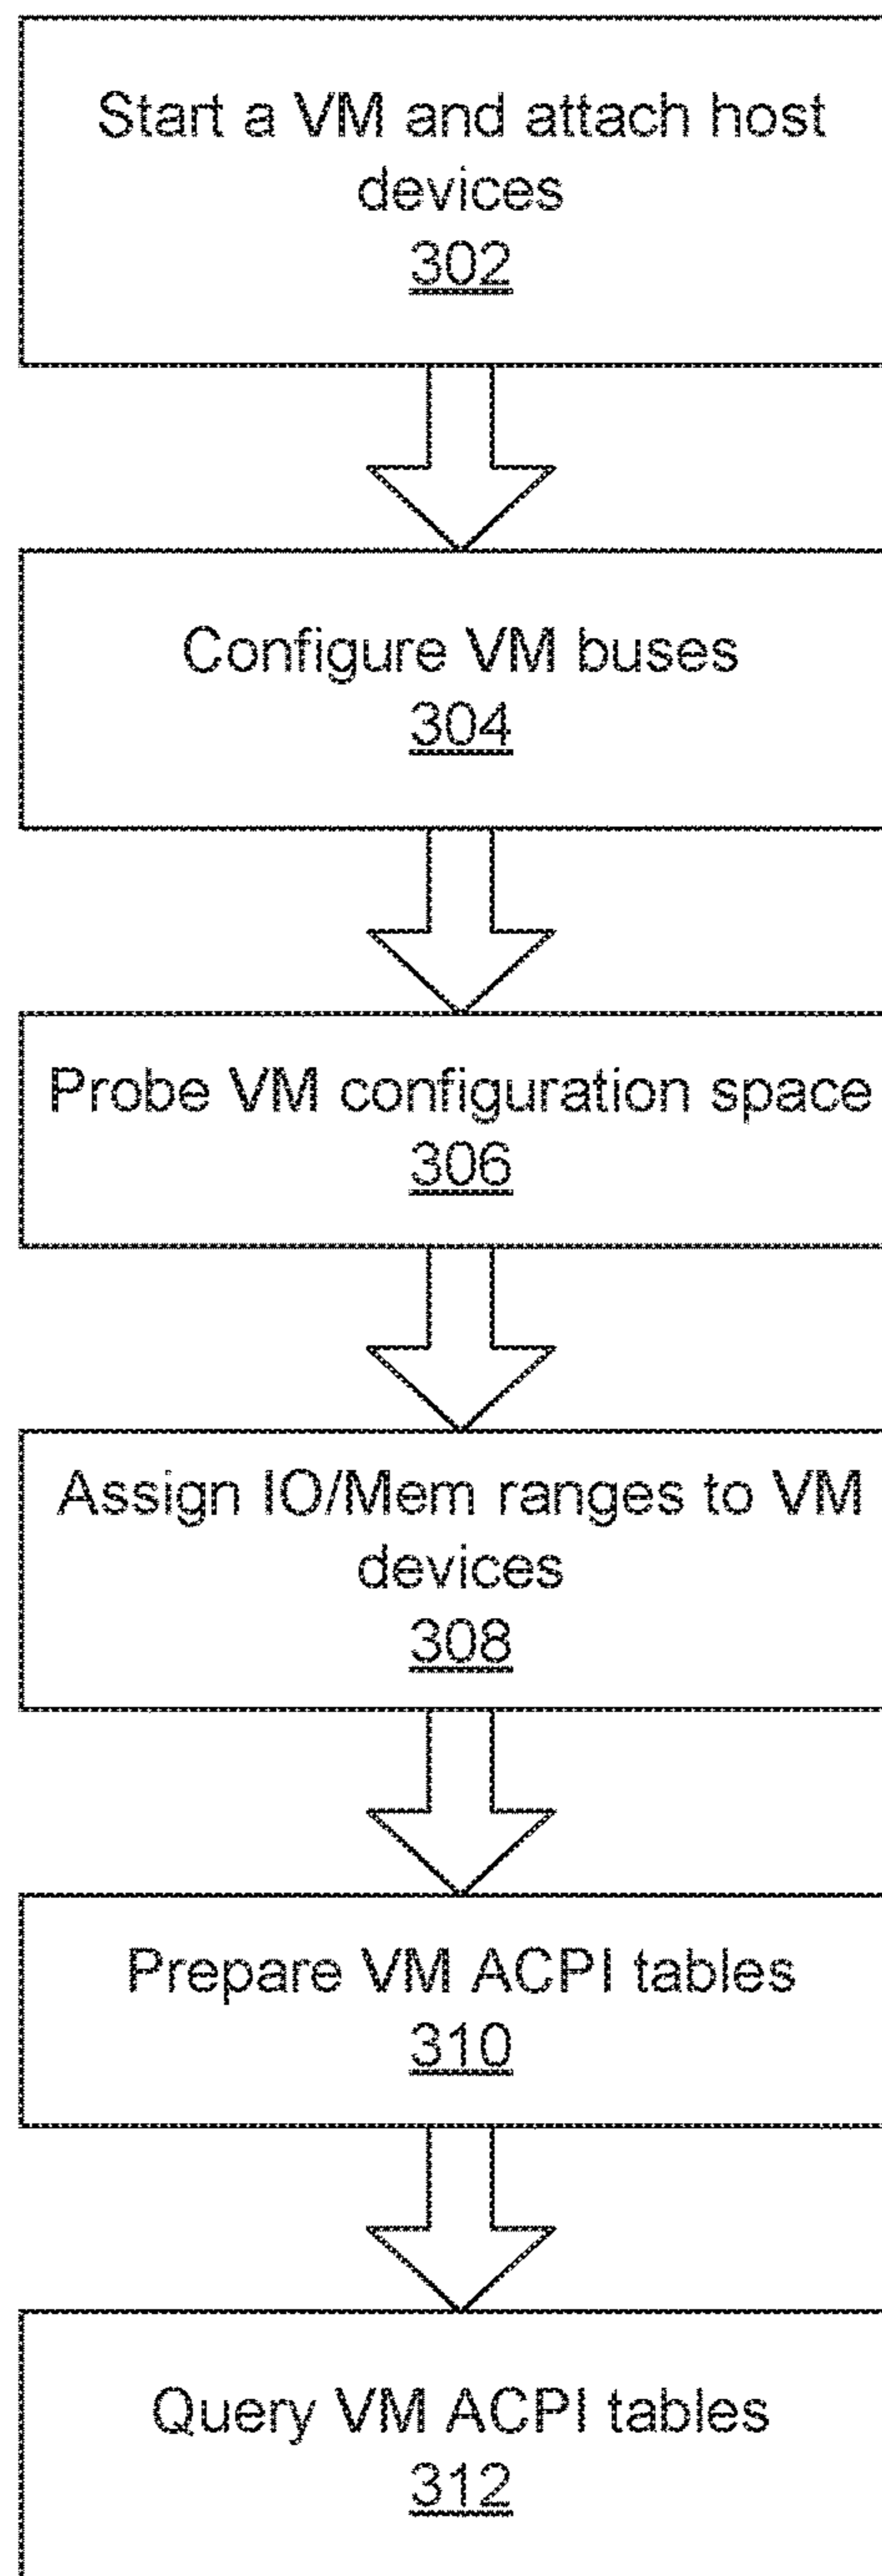 Start a VM and attach host
devices
302
Configure VM buses
304
Probe VM configuration space
306
Assign IO/Mem ranges to VM
devices
308
Prepare VM ACPI tables
310
Query VM ACPI tables
312